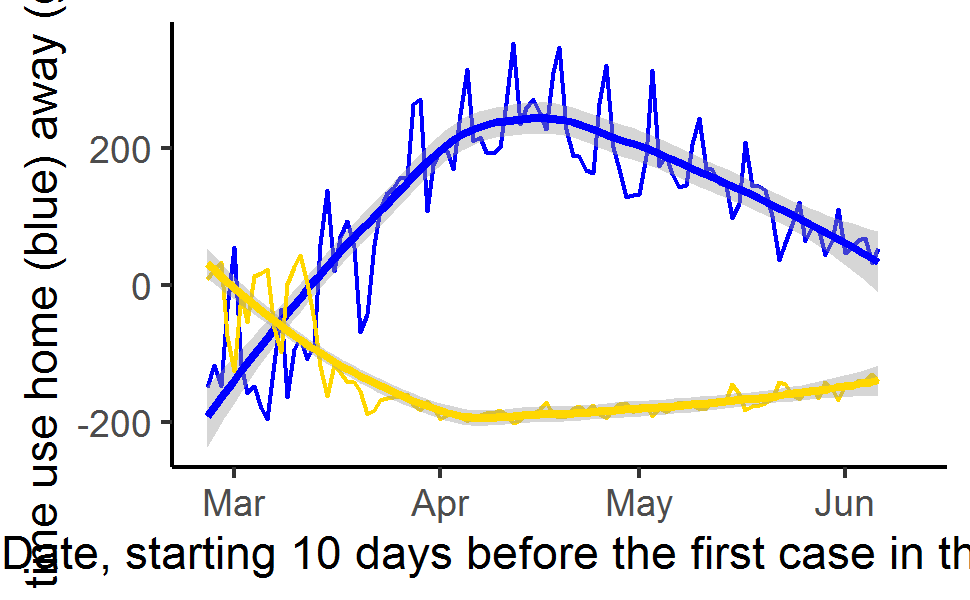 time use home (blue) away (
200
0
-200
Mar Apr May Jun
Date, starting 10 days before the first case in th